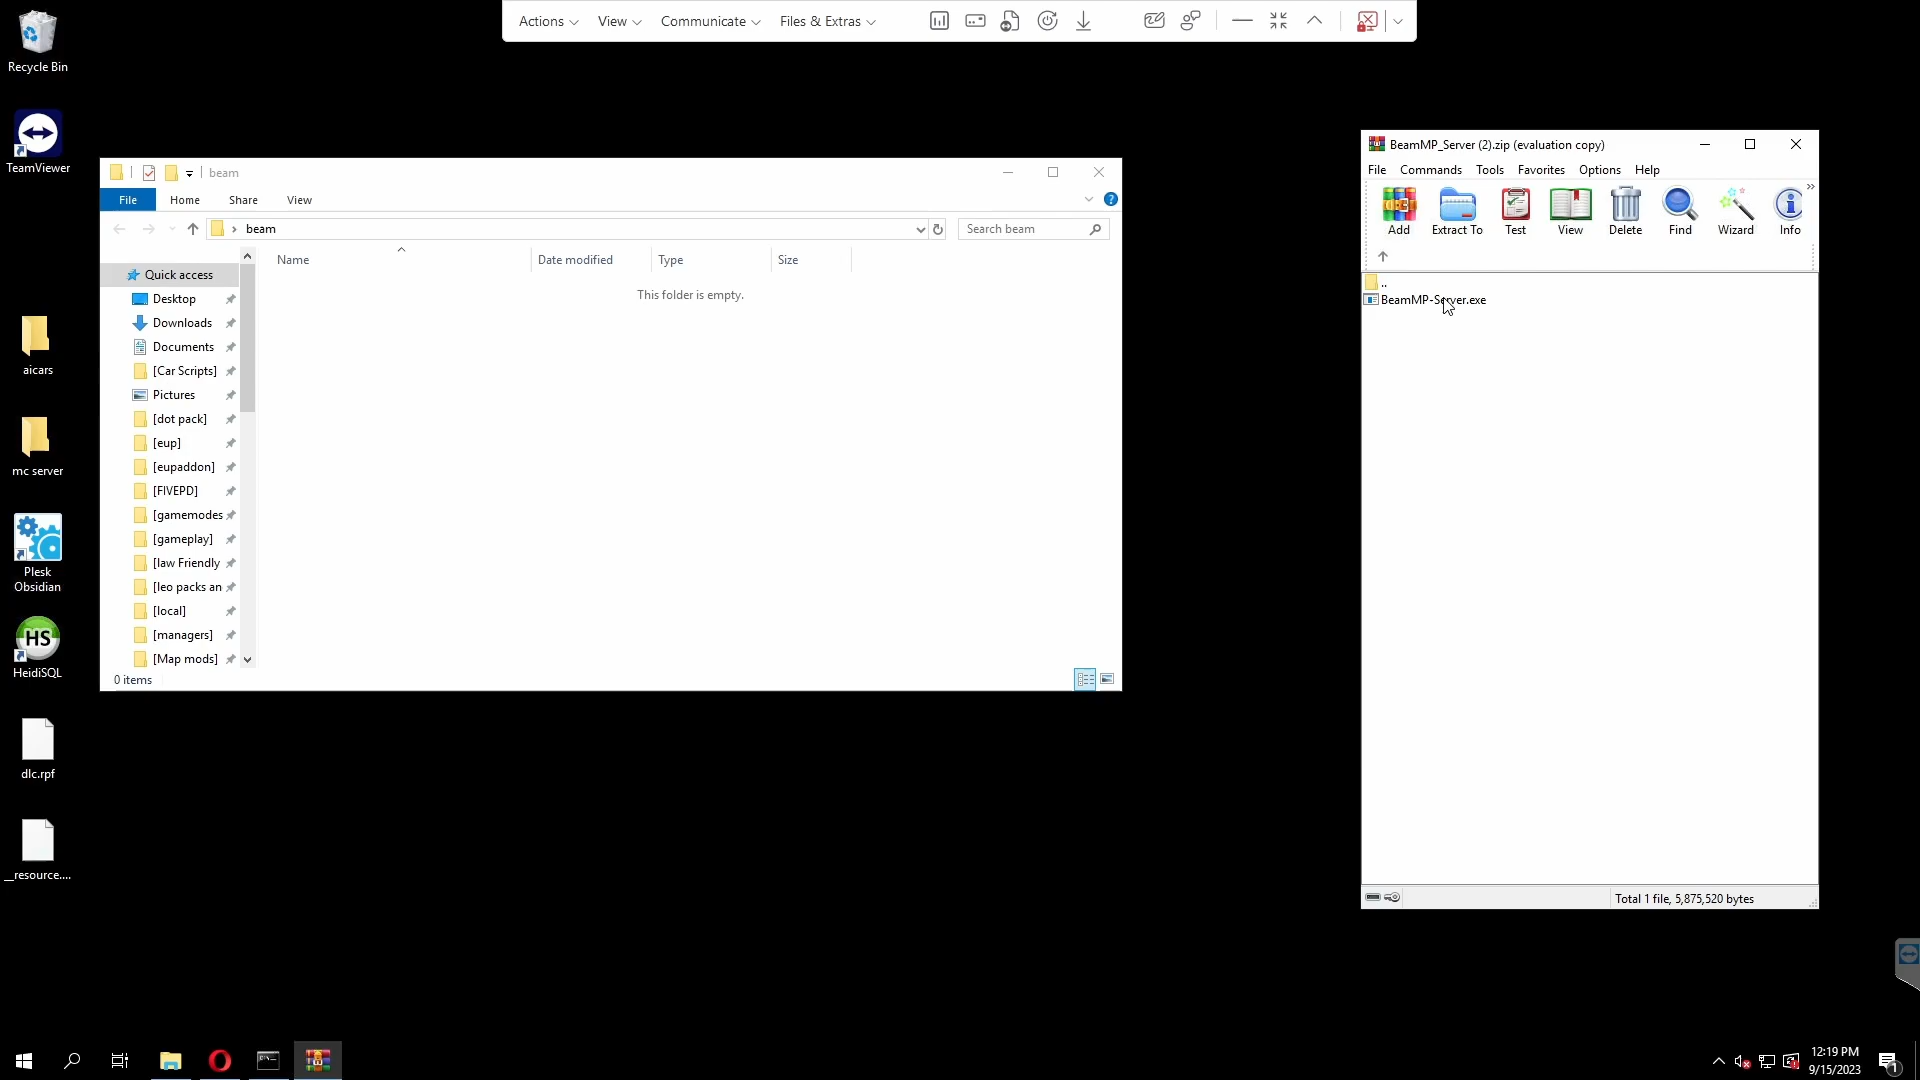 Actions
View
Communicate
Files & Extras
Recycle Bin
TeamViewer
aicars
mc server
Plesk
Obsidian
HS
HeidiSQL
dlc.rpf
__resource....
beam
File
Home
Share
View
beam
Search beam
Name
Date modified
Type
Size
This folder is empty.
Quick access
Desktop
Downloads
Documents
[Car Scripts]
Pictures
[dot pack]
[eup]
[eupaddon]
[FIVEPD]
[gamemodes
[gameplay]
[law Friendly
[leo packs an
[local]
[managers]
[Map mods]
0 items
BeamMP_Server (2).zip (evaluation copy)
File Commands Tools Favorites Options Help
Add
Extract To
Test
View
Delete
Find
Wizard
Info
..
BeamMP-Server.exe
Total 1 file, 5,875,520 bytes
12:19 PM
9/15/2023
1